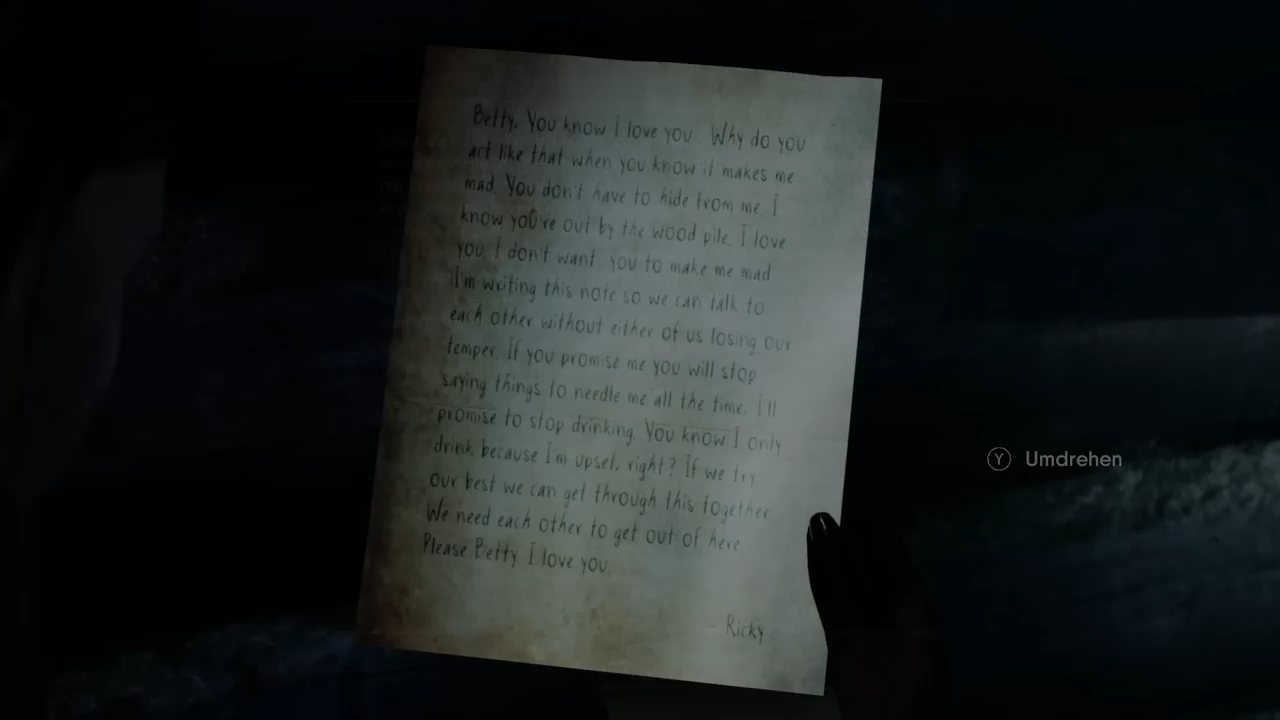 Betty, You know I love you. Why do you
act like that when you know it makes me
mad. You don't have to hide from me. I
know you're out by the wood pile. I love
you. I don't want you to make me mad
I'm writing this note so we can talk to
each other without either of us losing our
temper. If you promise me you will stop
saying things to needle me all the time, I'll
promise to stop drinking. You know I only
drink because I'm upset, right? If we try
our best we can get through this together.
We need each other to get out of here
Please Betty I love you.
- Ricky
Y Umdrehen